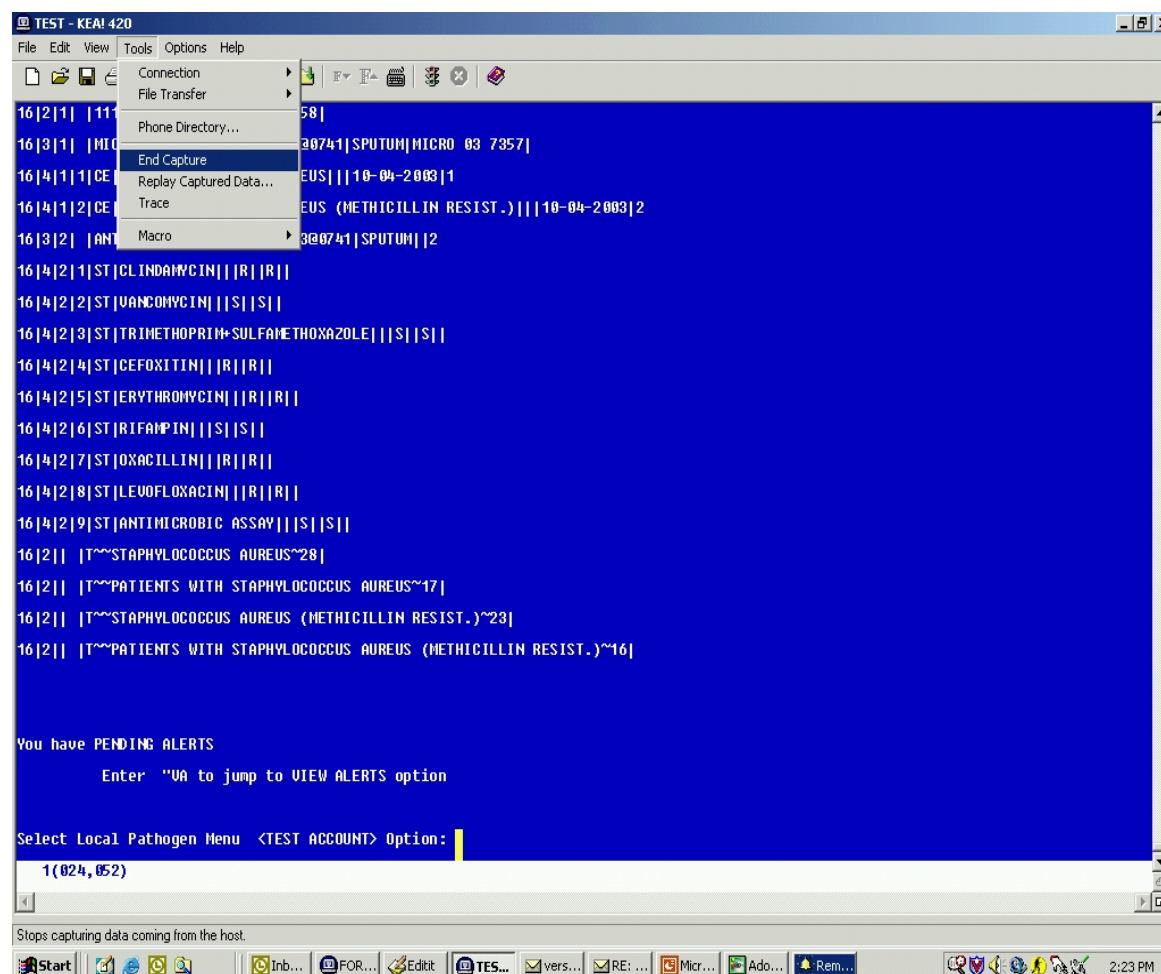 TEST - KEA! 420
File Edit View Tools Options Help
Connection
File Transfer
Phone Directory...
End Capture
Replay Captured Data...
Trace
Macro
16|2|1| |111 58|
16|3|1| |MIC @0741|SPUTUM|MICRO 03 7357|
16|4|1|1|CE| EUS|||10-04-2003|1
16|4|1|2|CE| EUS (METHICILLIN RESIST.)|||10-04-2003|2
16|3|2| |ANT 3@0741|SPUTUM||2
16|4|2|1|ST|CLINDAMYCIN|||R||R||
16|4|2|2|ST|VANCOMYCIN|||S||S||
16|4|2|3|ST|TRIMETHOPRIM+SULFAMETHOXAZOLE|||S||S||
16|4|2|4|ST|CEFOXITIN|||R||R||
16|4|2|5|ST|ERYTHROMYCIN|||R||R||
16|4|2|6|ST|RIFAMPIN|||S||S||
16|4|2|7|ST|OXACILLIN|||R||R||
16|4|2|8|ST|LEVOFLOXACIN|||R||R||
16|4|2|9|ST|ANTIMICROBIC ASSAY|||S||S||
16|2|| |T~~STAPHYLOCOCCUS AUREUS~28|
16|2|| |T~~PATIENTS WITH STAPHYLOCOCCUS AUREUS~17|
16|2|| |T~~STAPHYLOCOCCUS AUREUS (METHICILLIN RESIST.)~23|
16|2|| |T~~PATIENTS WITH STAPHYLOCOCCUS AUREUS (METHICILLIN RESIST.)~16|
You have PENDING ALERTS
Enter "VA to jump to VIEW ALERTS option
Select Local Pathogen Menu <TEST ACCOUNT> Option:
1(024,052)
Stops capturing data coming from the host.
Start Inb... FOR... Editit TES... vers... RE: ... Micr... Ado... Rem... 2:23 PM